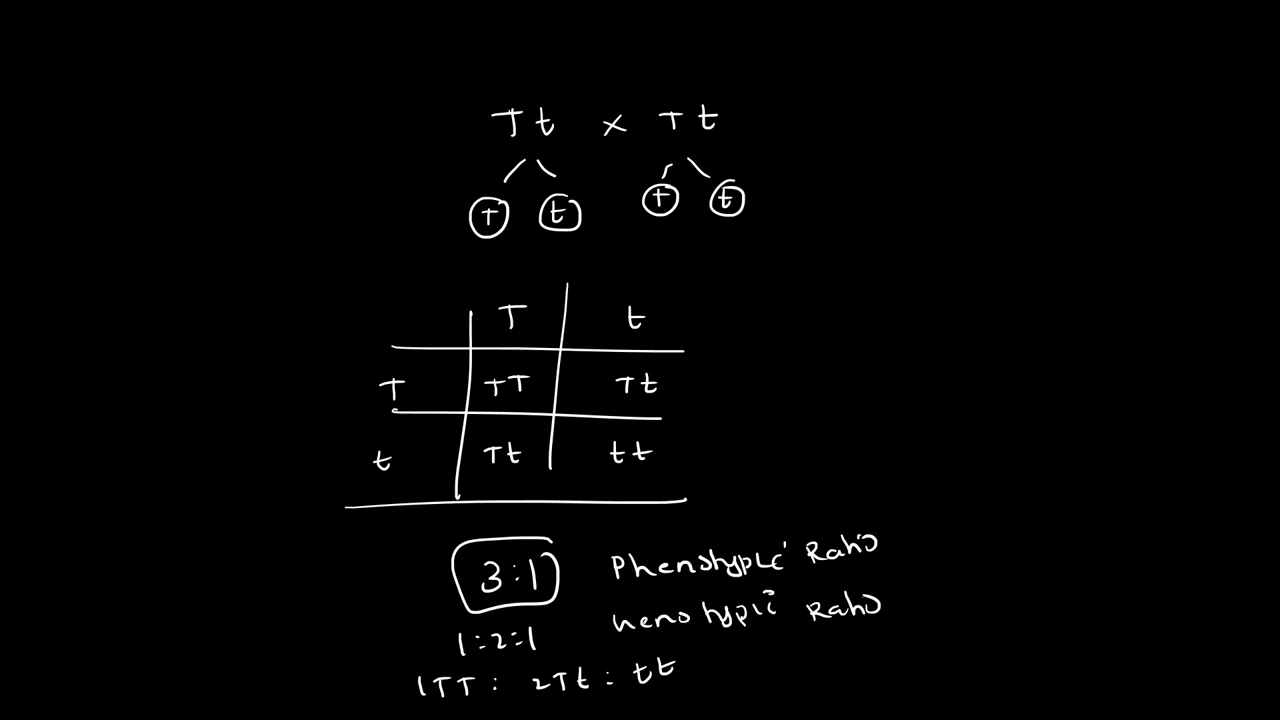 Tt × Tt
T t T t
T t
T TT Tt
t Tt tt
3:1 Phenotypic Ratio
1:2:1 Genotypic Ratio
1TT : 2Tt : tt